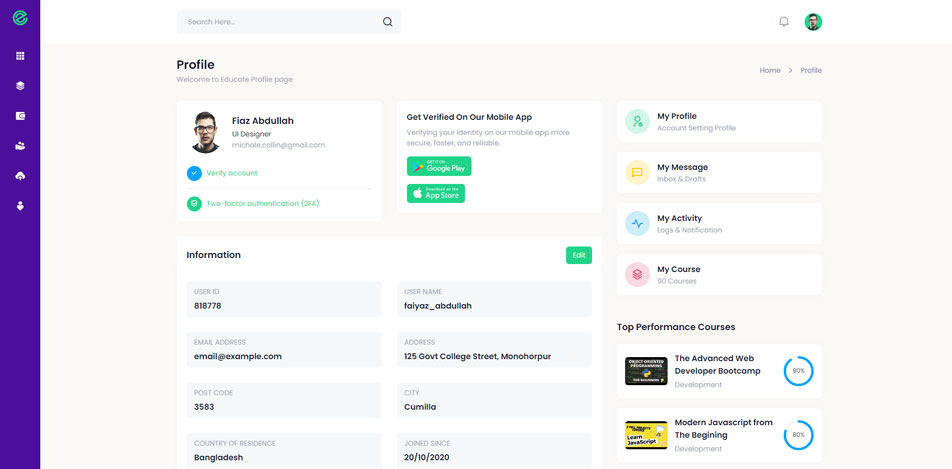 Search Here...
Profile
Welcome to Educate Profile page
Home > Profile
Fiaz Abdullah
UI Designer
michale.collin@gmail.com
Verify account
Two-factor authentication (2FA)
Get Verified On Our Mobile App
Verifying your identity on our mobile app more
secure, faster, and reliable.
GET IT ON
Google Play
Download on the
App Store
My Profile
Account Setting Profile
My Message
Inbox & Drafts
My Activity
Logs & Notification
My Course
90 Courses
Information
Edit
USER ID
818778
USER NAME
faiyaz_abdullah
EMAIL ADDRESS
email@example.com
ADDRESS
125 Govt College Street, Monohorpur
POST CODE
3583
CITY
Cumilla
COUNTRY OF RESIDENCE
Bangladesh
JOINED SINCE
20/10/2020
Top Performance Courses
OBJECT-ORIENTED
PROGRAMMING
The Advanced Web
Developer Bootcamp
Development
90%
Learn
JavaScript
Modern Javascript from
The Begining
Development
80%